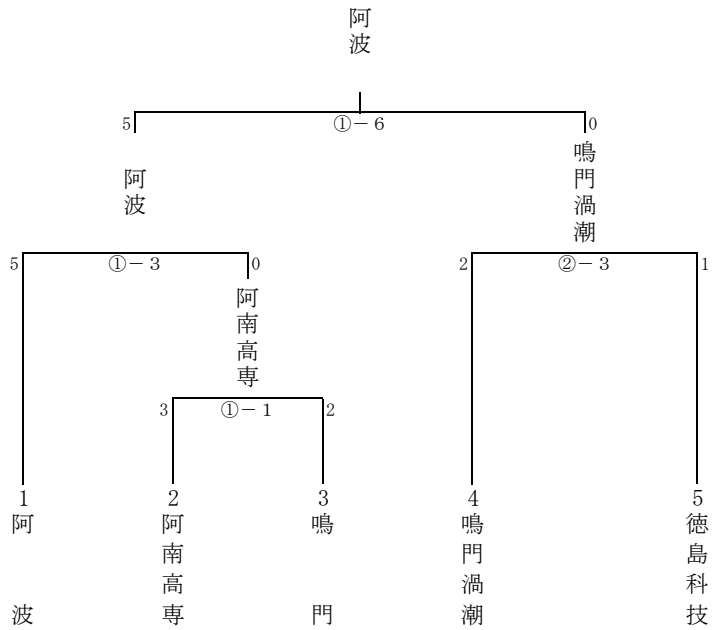 阿波
5 ①－6 0
阿波
鳴門渦潮
5 ①－3 0
2 ②－3 1
阿南高専
3 ①－1 2
1 2 3 4 5
阿波
阿南高専
鳴門
鳴門渦潮
徳島科技